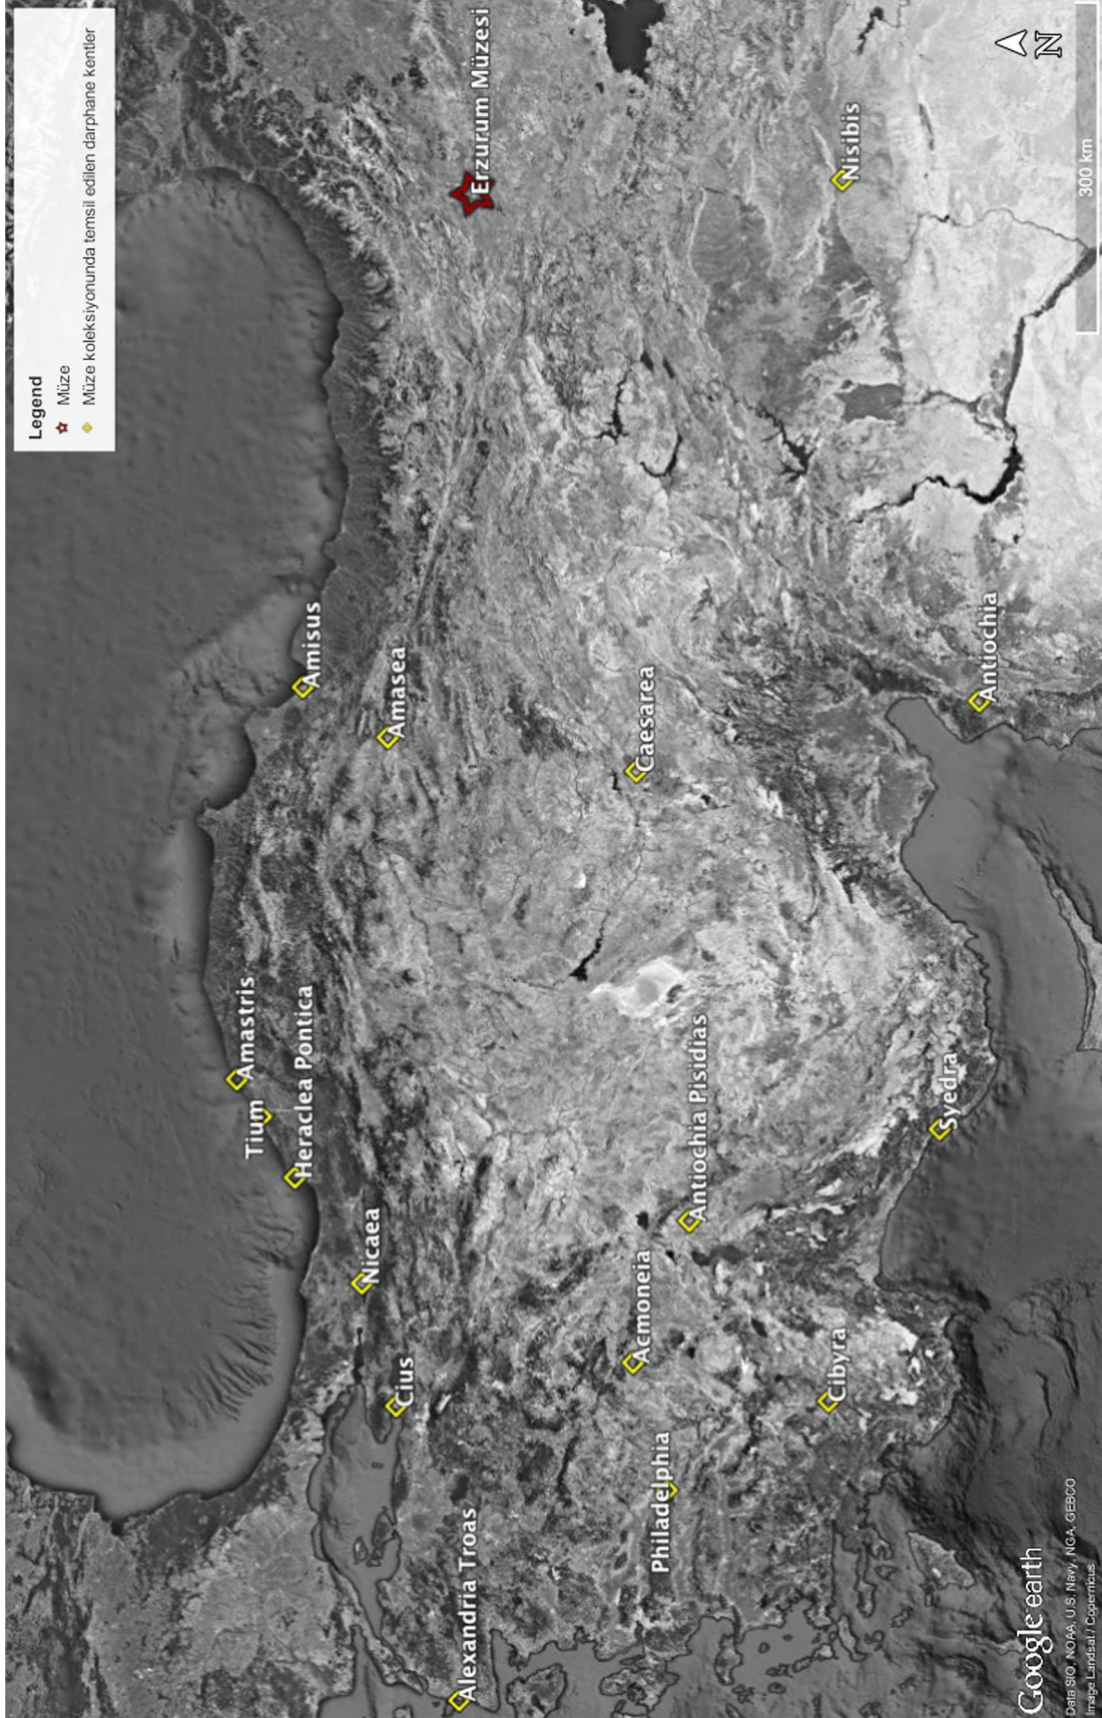 Legend
Müze
Müze koleksiyonunda temsil edilen darphane kentler
Erzurum Müzesi
Amisus
Amasea
Amastris
Tium
Heraclea Pontica
Nicaea
Cius
Alexandria Troas
Caesarea
Nisibis
Antiochia
Antiochia Pisidias
Acmoneia
Philadelphia
Cibyra
Syedra
N
300 km
Google earth
Data SIO, NOAA, U.S. Navy, NGA, GEBCO
Image Landsat / Copernicus